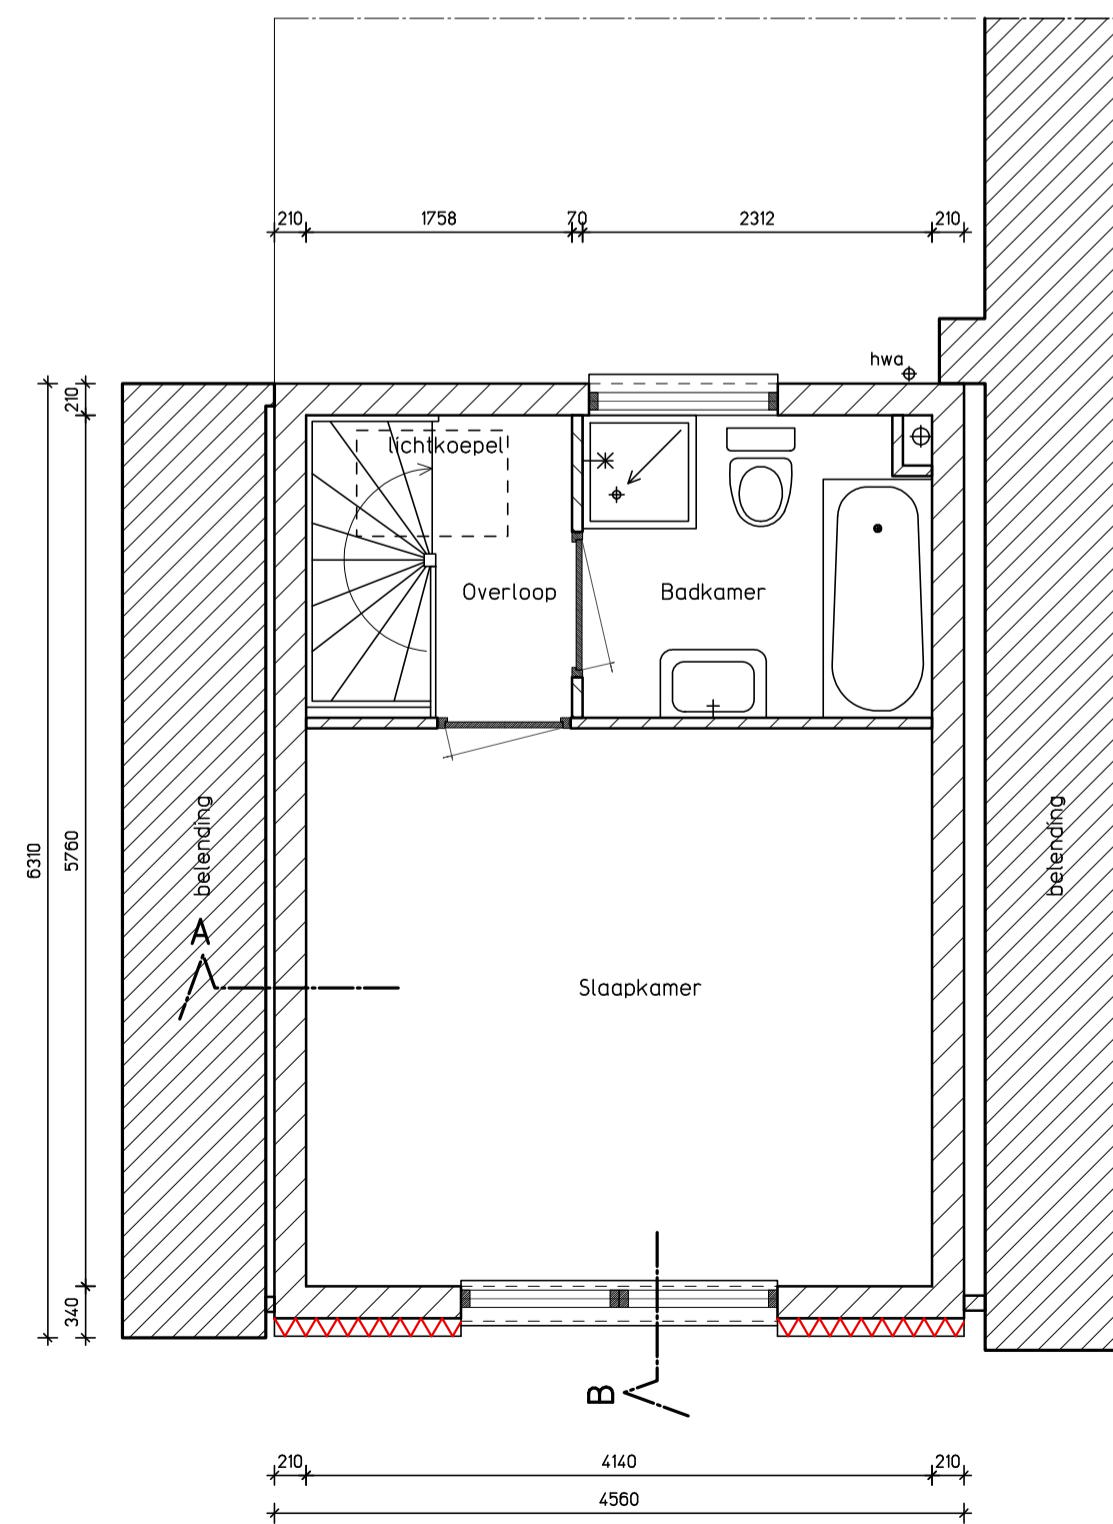 210 1758 70 2312 210
hwa
210
lichtkoepel
Overloop Badkamer
belending belending
6310 5760
A
Slaapkamer
340
B
210 4140 210
4560